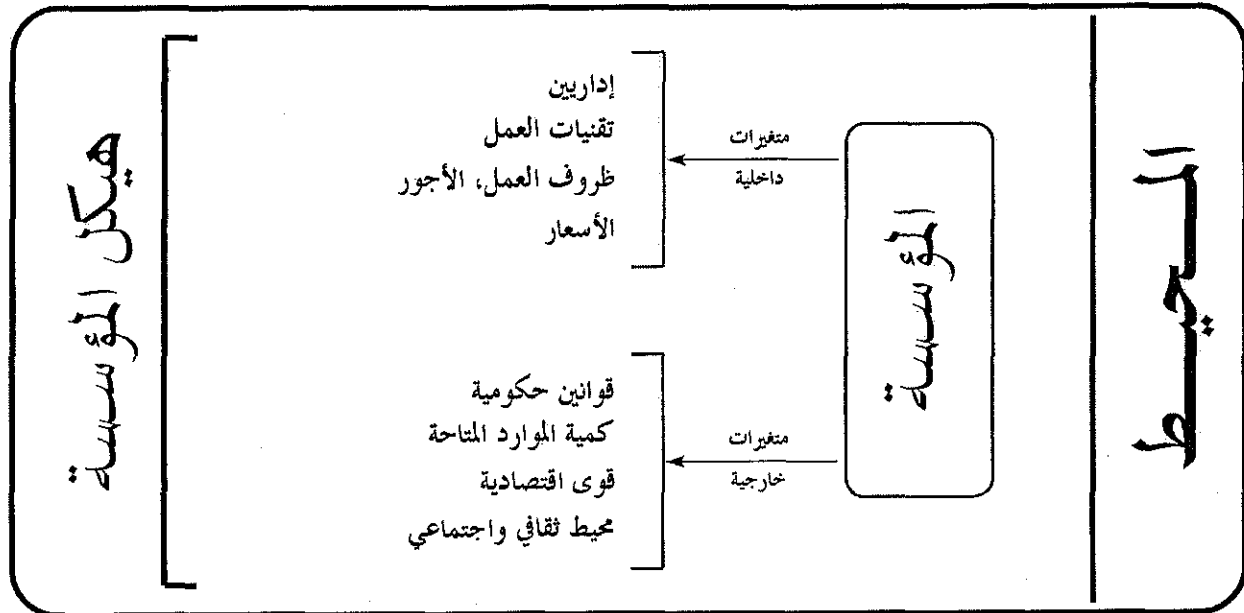 المحيط
المؤسسة
متغيرات
داخلية
إداريين
تقنيات العمل
ظروف العمل، الأجور
الأسعار
متغيرات
خارجية
قوانين حكومية
كمية الموارد المتاحة
قوى اقتصادية
محيط ثقافي واجتماعي
هيكل المؤسسة